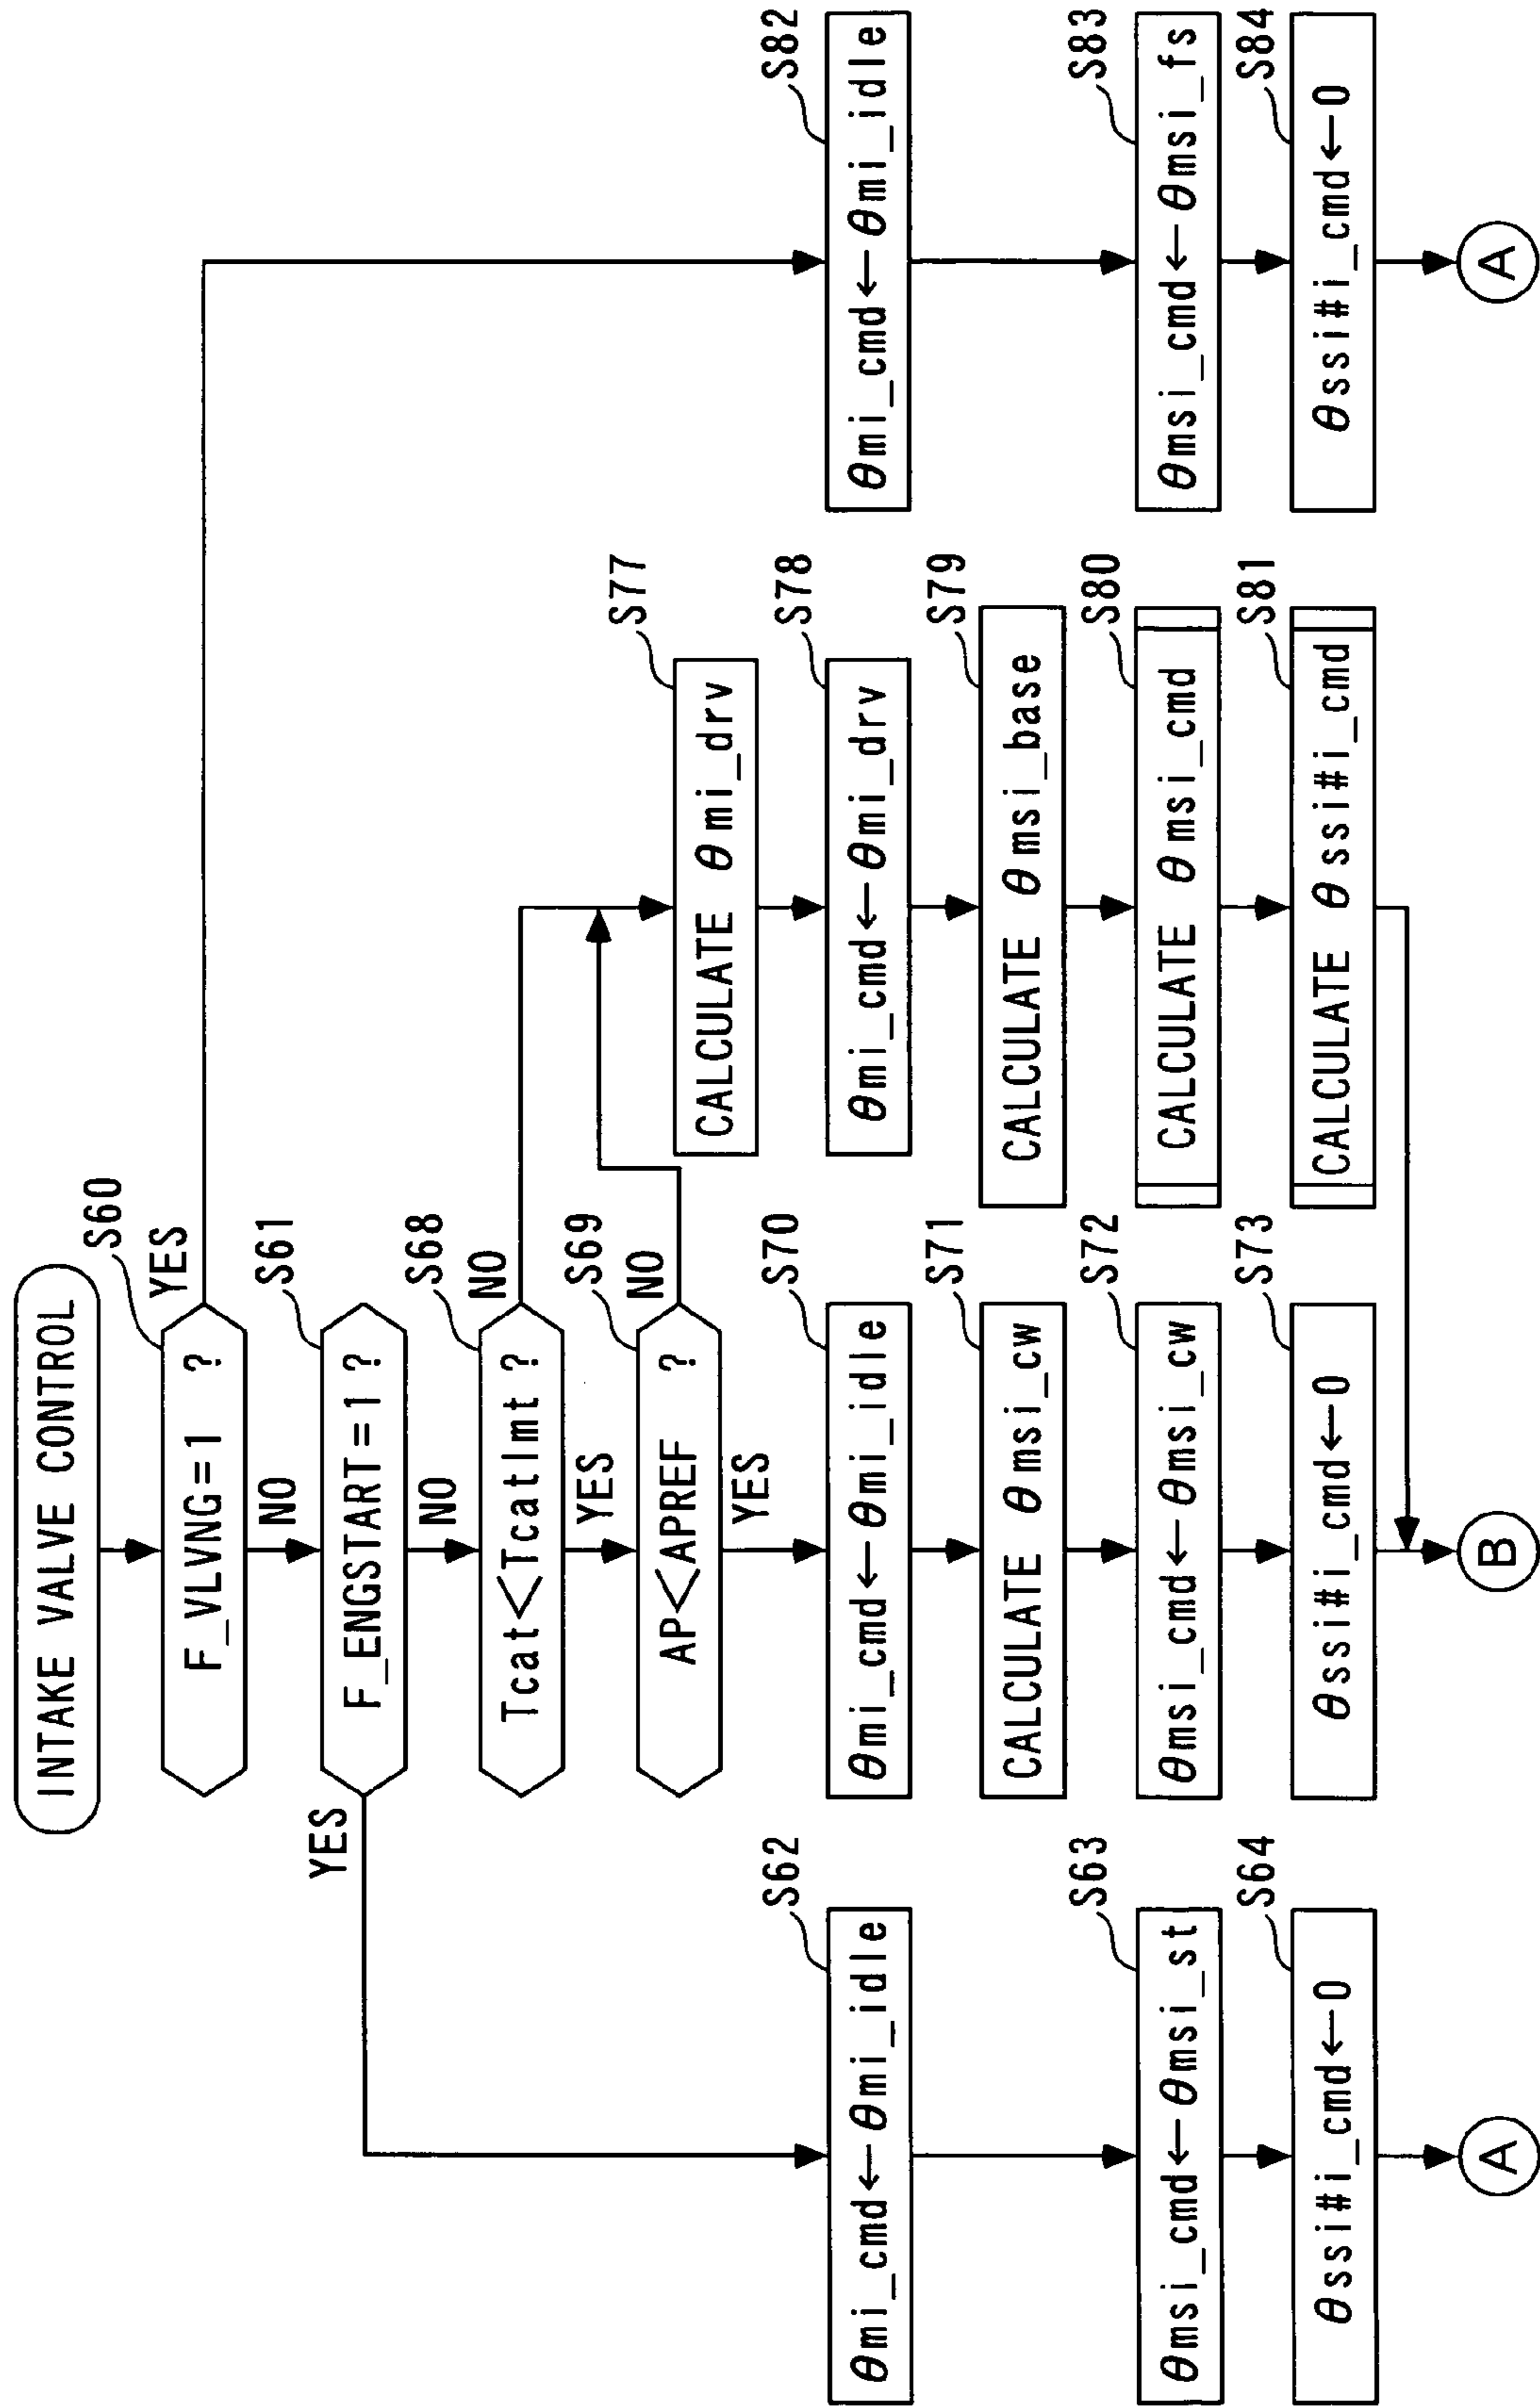 INTAKE VALVE CONTROL
S60
F_VLVNG=1 ?
YES
NO
S61
F_ENGSTART=1 ?
YES
NO
S68
Tcat<Tcatlmt ?
NO
YES
S69
AP<APREF ?
NO
YES
S62
θmi_cmd←θmi_idle
S63
θmsi_cmd←θmsi_st
S64
θssi#i_cmd←0
A
S70
θmi_cmd←θmi_idle
S71
CALCULATE θmsi_cw
S72
θmsi_cmd←θmsi_cw
S73
θssi#i_cmd←0
B
S77
CALCULATE θmi_drv
S78
θmi_cmd←θmi_drv
S79
CALCULATE θmsi_base
S80
CALCULATE θmsi_cmd
S81
CALCULATE θssi#i_cmd
S82
θmi_cmd←θmi_idle
S83
θmsi_cmd←θmsi_fs
S84
θssi#i_cmd←0
A